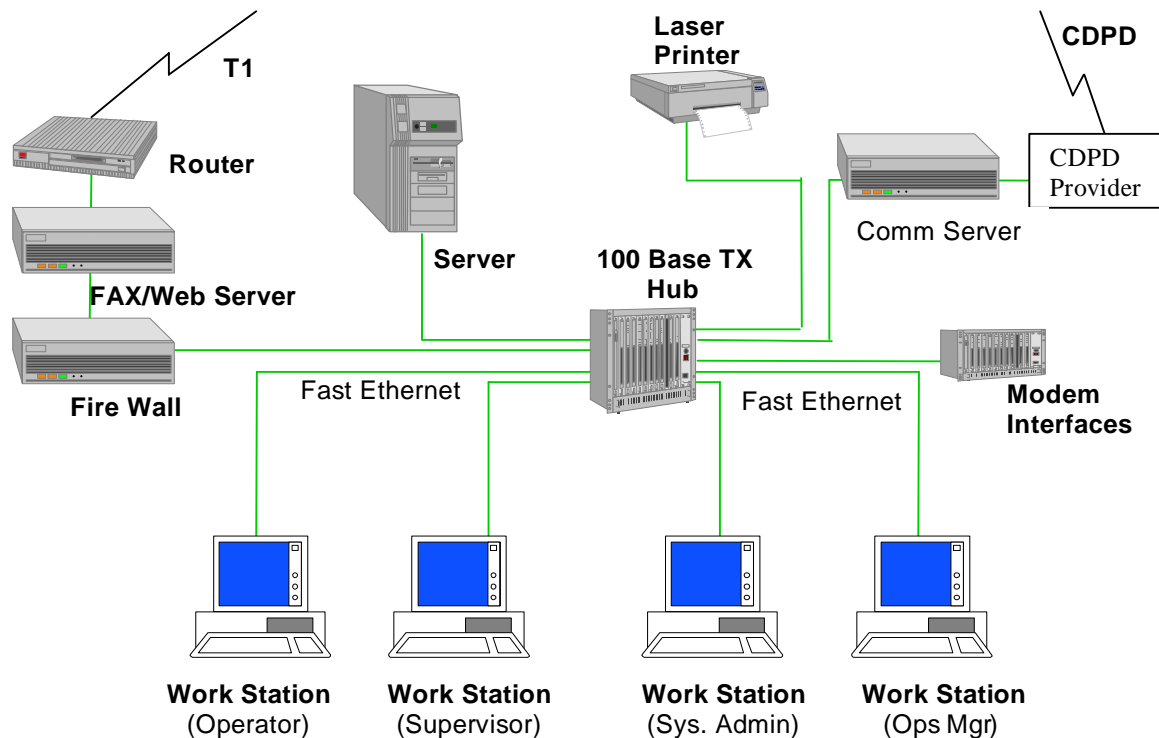 Laser
Printer
CDPD
T1
Router
CDPD
Provider
Comm Server
Server
100 Base TX
Hub
FAX/Web Server
Fire Wall
Fast Ethernet
Fast Ethernet
Modem
Interfaces
Work Station
(Operator)
Work Station
(Supervisor)
Work Station
(Sys. Admin)
Work Station
(Ops Mgr)